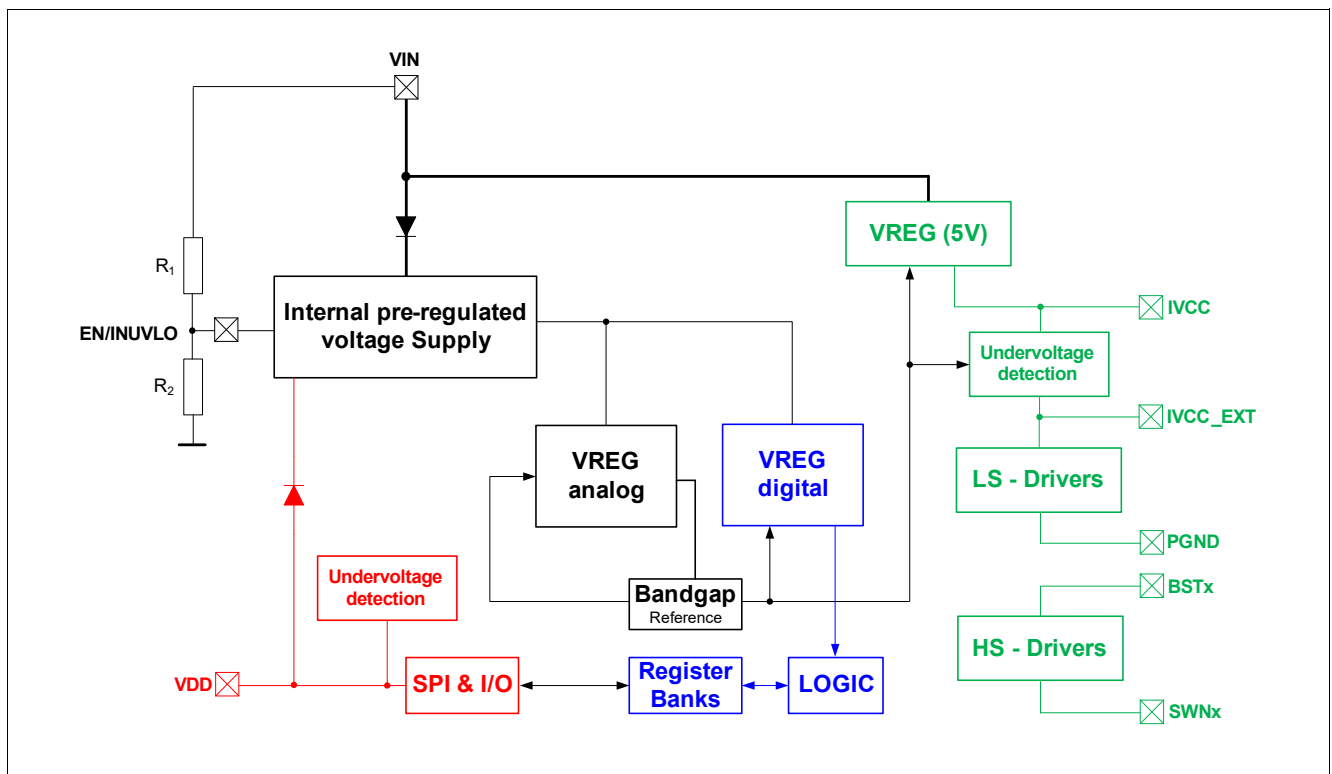 VIN
VREG (5V)
R1
Internal pre-regulated
voltage Supply
IVCC
EN/INUVLO
Undervoltage
detection
R2
IVCC_EXT
VREG
analog
VREG
digital
LS - Drivers
PGND
Undervoltage
detection
BSTx
Bandgap
Reference
HS - Drivers
VDD
SPI & I/O
Register
Banks
LOGIC
SWNx